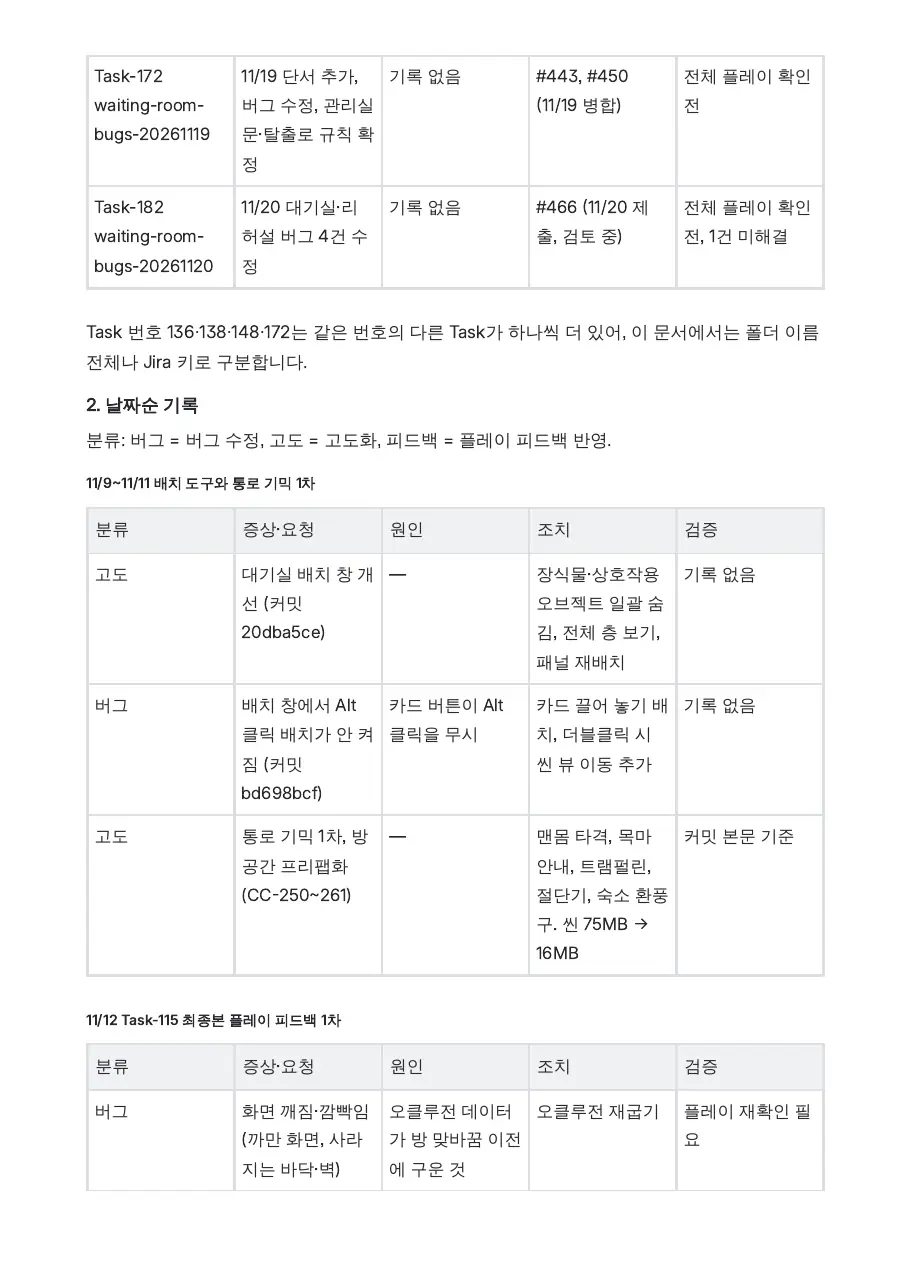 Task-172
waiting-room-
bugs-20261119
11/19 단서 추가,
버그 수정, 관리실
문·탈출로 규칙 확
정
기록 없음
#443, #450
(11/19 병합)
전체 플레이 확인
전
Task-182
waiting-room-
bugs-20261120
11/20 대기실·리
허설 버그 4건 수
정
기록 없음
#466 (11/20 제
출, 검토 중)
전체 플레이 확인
전, 1건 미해결
Task 번호 136·138·148·172는 같은 번호의 다른 Task가 하나씩 더 있어, 이 문서에서는 폴더 이름
전체나 Jira 키로 구분합니다.
2. 날짜순 기록
분류: 버그 = 버그 수정, 고도 = 고도화, 피드백 = 플레이 피드백 반영.
11/9~11/11 배치 도구와 통로 기믹 1차
분류
증상·요청
원인
조치
검증
고도
대기실 배치 창 개
선 (커밋
20dba5ce)
—
장식물·상호작용
오브젝트 일괄 숨
김, 전체 층 보기,
패널 재배치
기록 없음
버그
배치 창에서 Alt
클릭 배치가 안 켜
짐 (커밋
bd698bcf)
카드 버튼이 Alt
클릭을 무시
카드 끌어 놓기 배
치, 더블클릭 시
씬 뷰 이동 추가
기록 없음
고도
통로 기믹 1차, 방
공간 프리팹화
(CC-250~261)
—
맨몸 타격, 목마
안내, 트램펄린,
절단기, 숙소 환풍
구. 씬 75MB →
16MB
커밋 본문 기준
11/12 Task-115 최종본 플레이 피드백 1차
분류
증상·요청
원인
조치
검증
버그
화면 깨짐·깜빡임
(까만 화면, 사라
지는 바닥·벽)
오클루전 데이터
가 방 맞바꿈 이전
에 구운 것
오클루전 재굽기
플레이 재확인 필
요